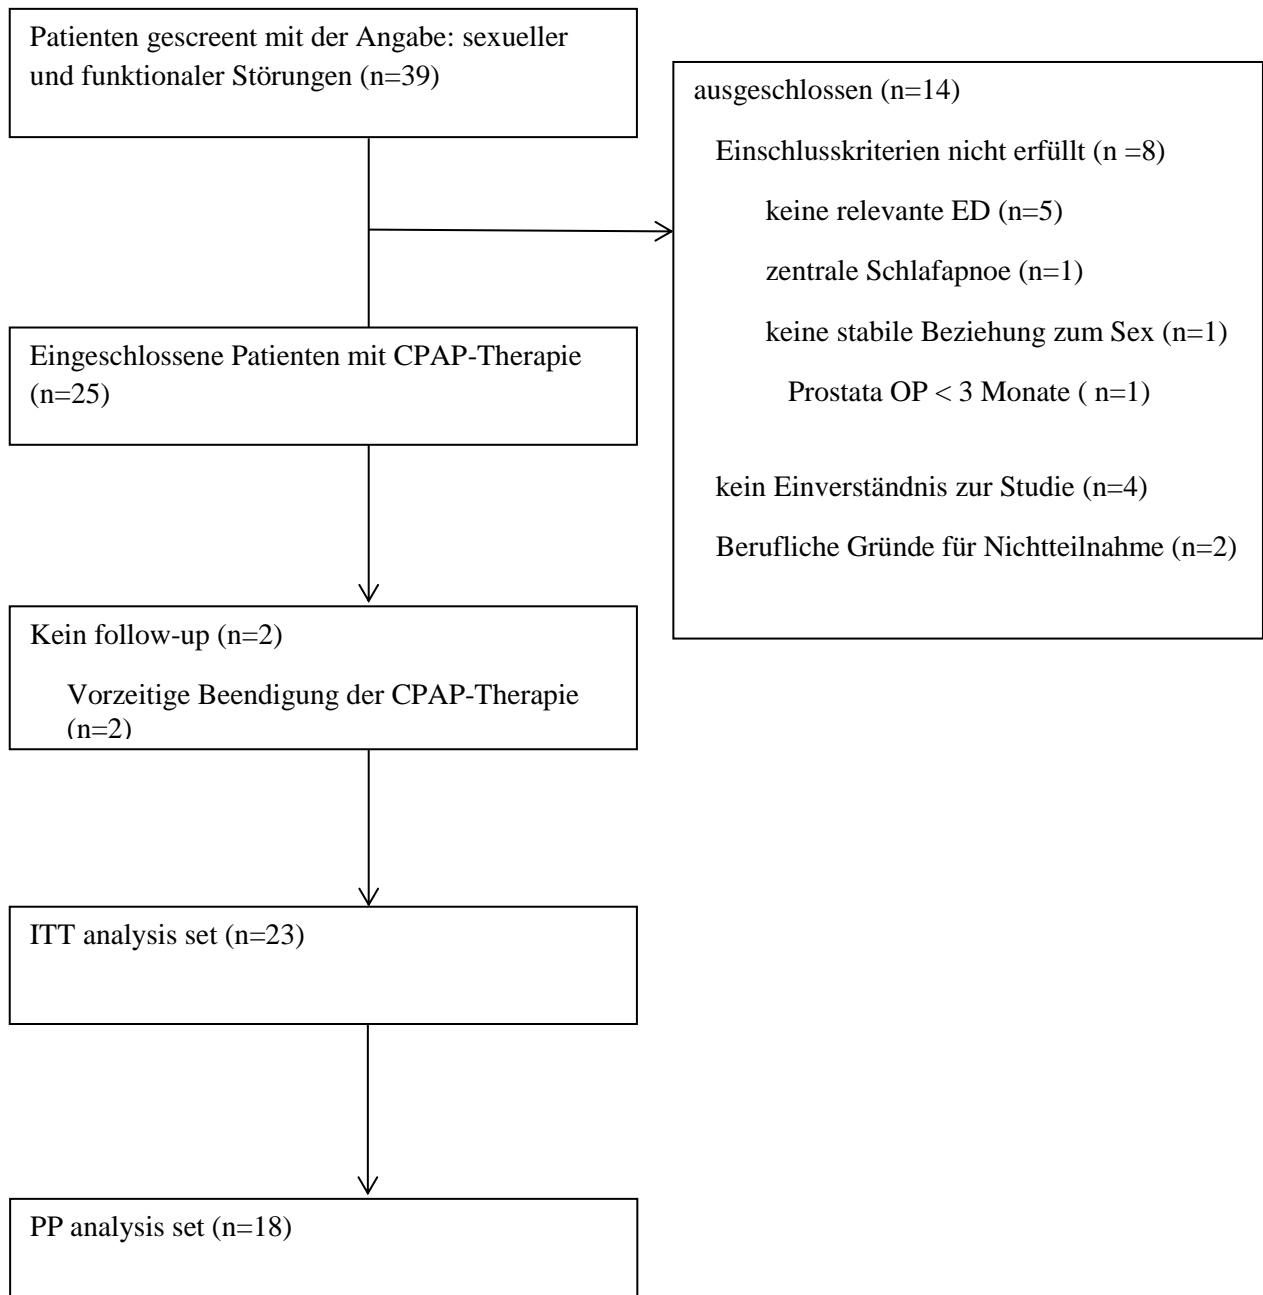 Patienten gescreent mit der Angabe: sexueller
und funktionaler Störungen (n=39)
ausgeschlossen (n=14)
Einschlusskriterien nicht erfüllt (n =8)
keine relevante ED (n=5)
zentrale Schlafapnoe (n=1)
keine stabile Beziehung zum Sex (n=1)
Prostata OP < 3 Monate ( n=1)
kein Einverständnis zur Studie (n=4)
Berufliche Gründe für Nichtteilnahme (n=2)
Eingeschlossene Patienten mit CPAP-Therapie
(n=25)
Kein follow-up (n=2)
Vorzeitige Beendigung der CPAP-Therapie
(n=2)
ITT analysis set (n=23)
PP analysis set (n=18)